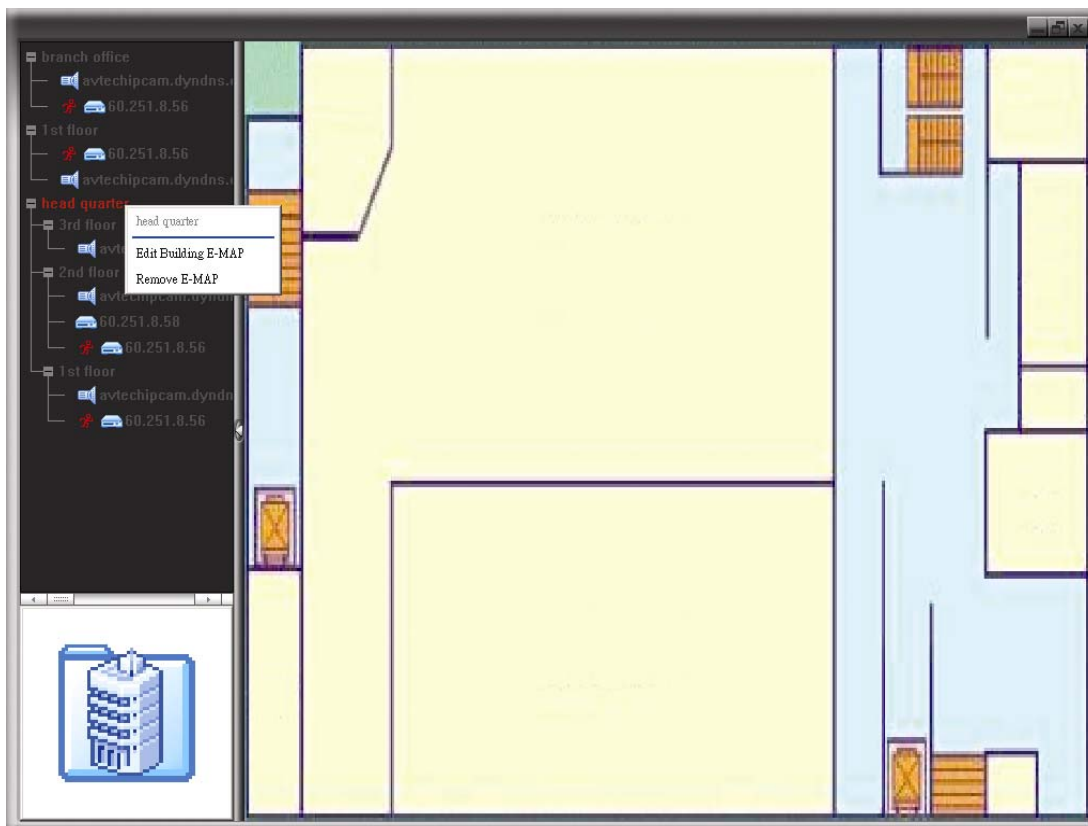 branch office
avtechipcam.dyndns.
60.251.8.56
1st floor
60.251.8.56
avtechipcam.dyndns.
head quarter
3rd floor
2nd floor
avtechipcam.dyndn
60.251.8.58
60.251.8.56
1st floor
avtechipcam.dyndn
60.251.8.56
head quarter
Edit Building E-MAP
Remove E-MAP